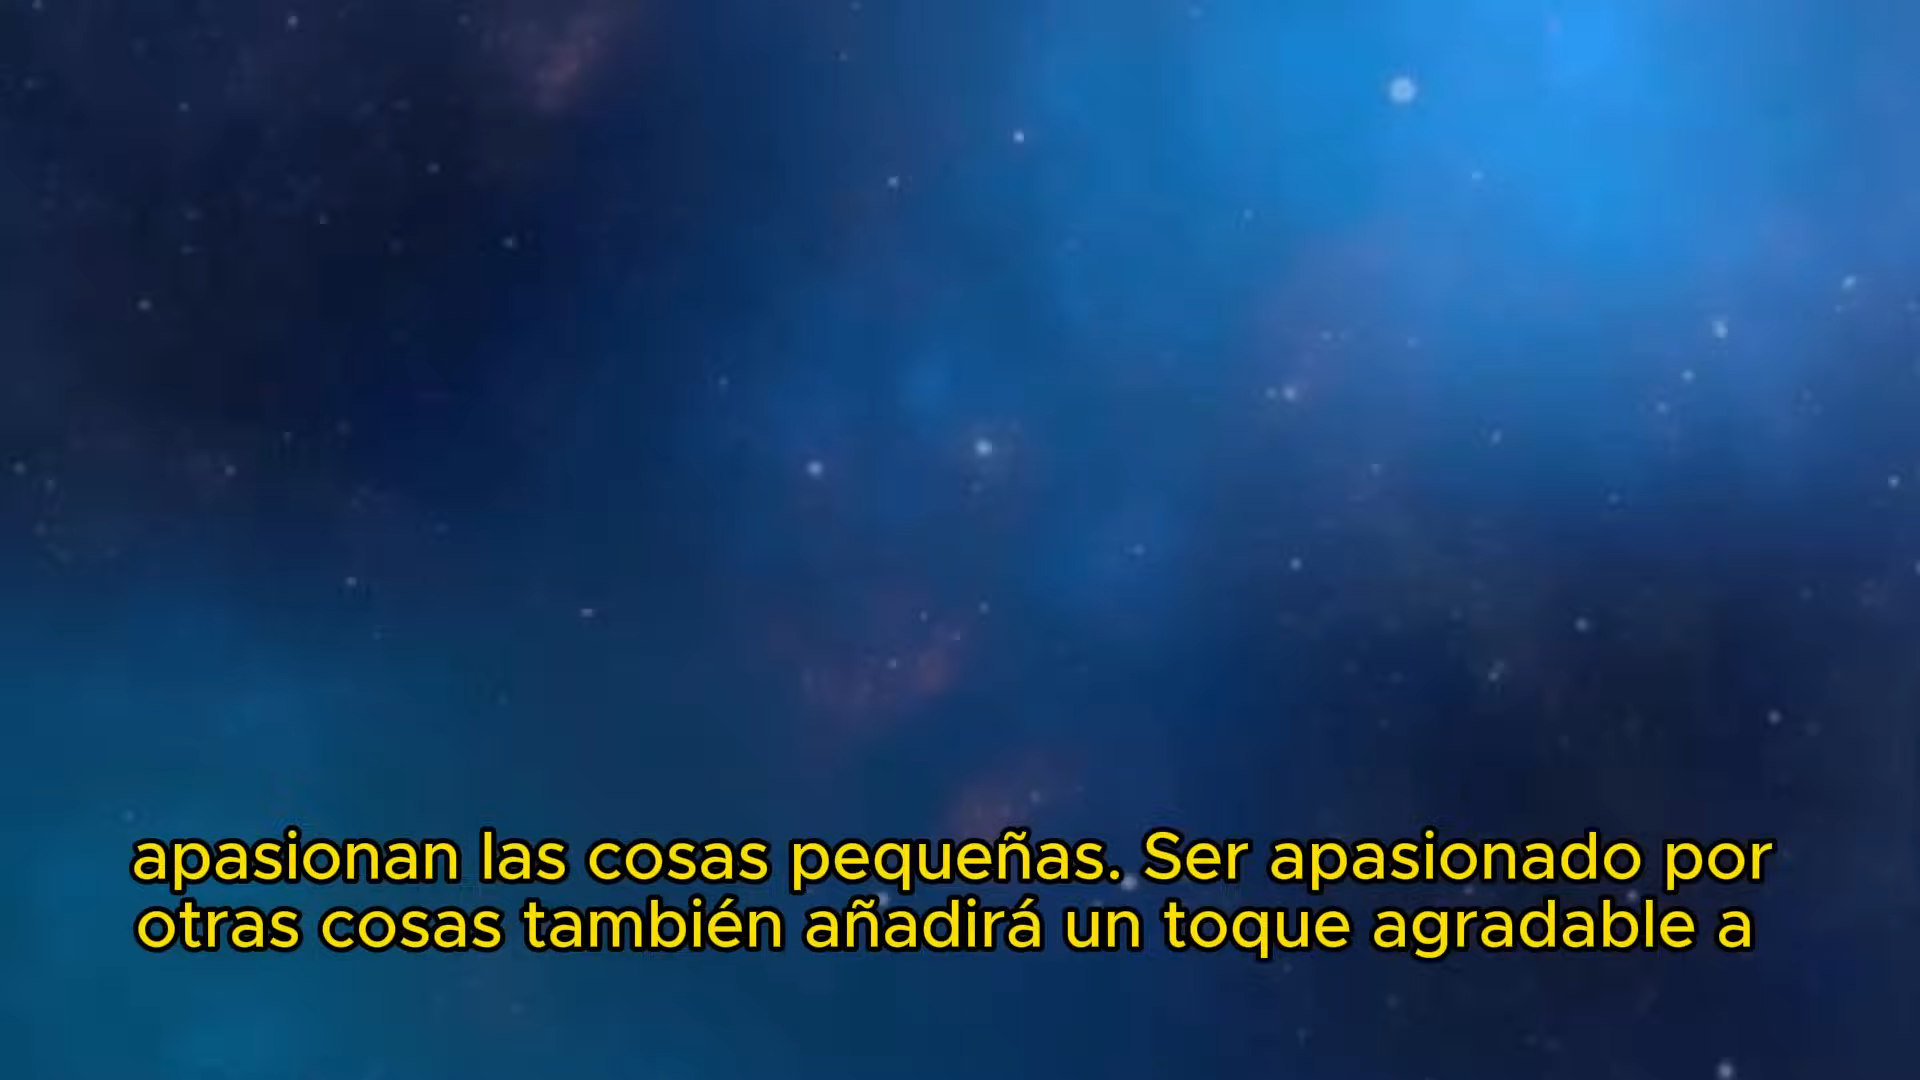 apasionan las cosas pequeñas. Ser apasionado por
otras cosas también añadirá un toque agradable a